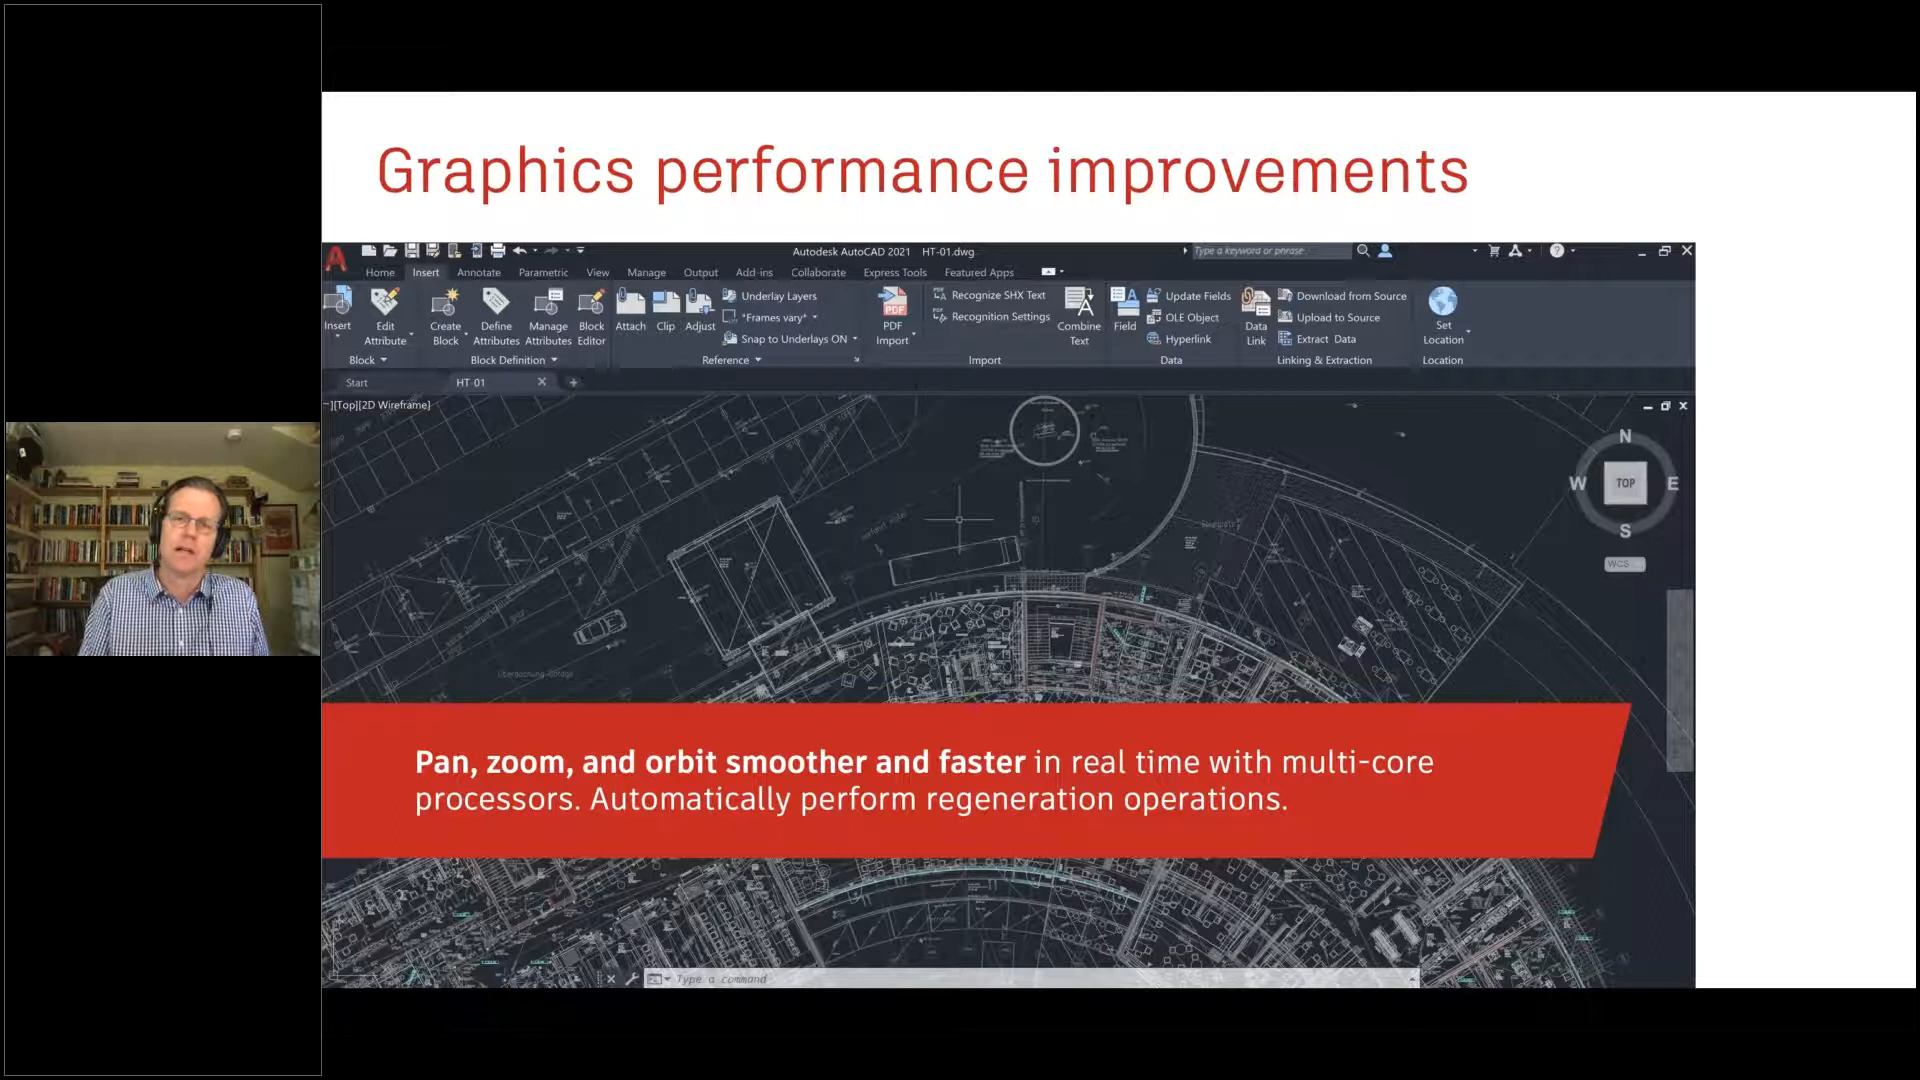 Graphics performance improvements
Autodesk AutoCAD 2021 HT-01.dwg
Type a keyword or phrase
Home Insert Annotate Parametric View Manage Output Add-ins Collaborate Express Tools Featured Apps
Insert
Edit Attribute
Create Block
Define Attributes
Manage Attributes
Block Editor
Attach
Clip
Adjust
Underlay Layers
*Frames vary*
Snap to Underlays ON
PDF Import
Recognize SHX Text
Recognition Settings
Combine Text
Field
Update Fields
OLE Object
Hyperlink
Data Link
Download from Source
Upload to Source
Extract Data
Set Location
Block
Block Definition
Reference
Import
Data
Linking & Extraction
Location
Start
HT-01
][Top][2D Wireframe]
N
W TOP E
S
WCS
Pan, zoom, and orbit smoother and faster in real time with multi-core
processors. Automatically perform regeneration operations.
Type a command